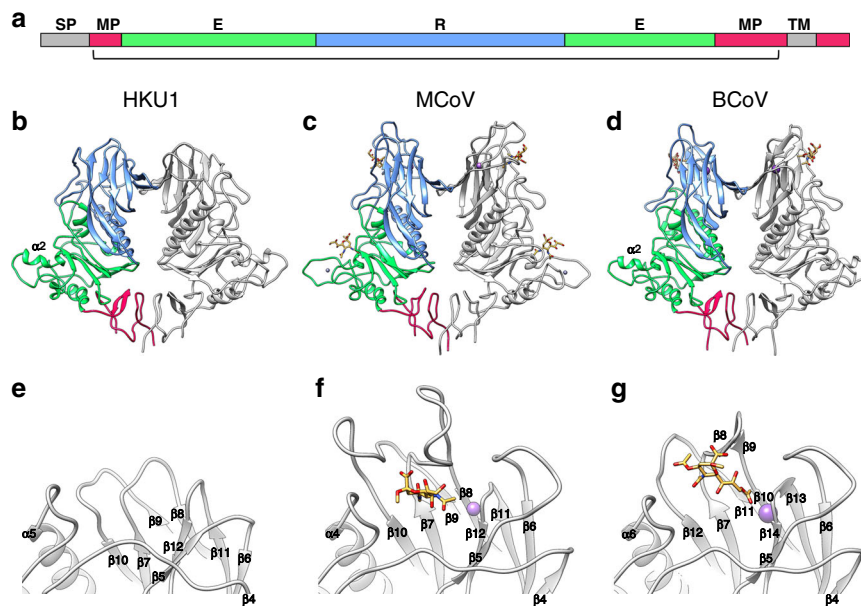 a
SP MP E R E MP TM
HKU1 MCoV BCoV
b c d
α2 α2
e f g
β8 β9
β8 β9 β8 β10 β13
α5 β9 β11 α4 β10 β7 β9 β12 β11 β6 α6 β12 β7 β11 β14 β6
β10 β7 β12 β6 β5 β5
β5 β4 β4